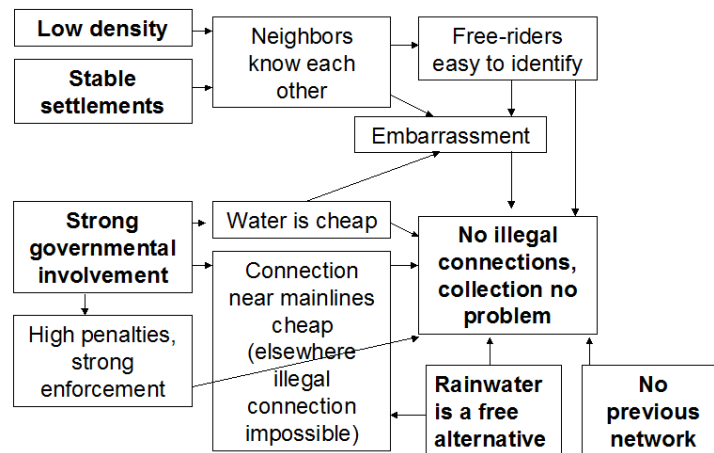 Low density
Neighbors
know each
other
Free-riders
easy to identify
Stable
settlements
Embarrassment
Strong
governmental
involvement
Water is cheap
No illegal
connections,
collection no
problem
Connection
near mainlines
cheap
(elsewhere
illegal
connection
impossible)
High penalties,
strong
enforcement
Rainwater
is a free
alternative
No
previous
network